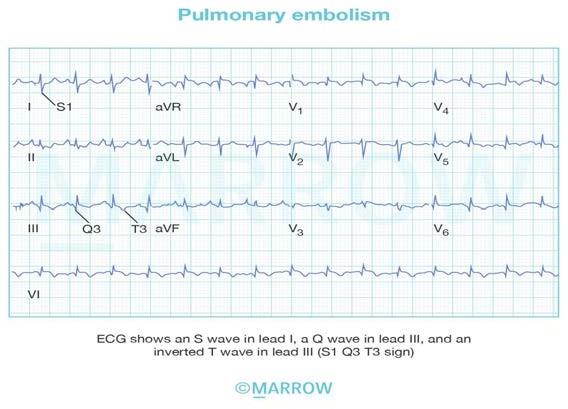 Pulmonary embolism
I S1 aVR V1 V4
II aVL V2 V5
MARROW
III Q3 T3 aVF V3 V6
VI
ECG shows an S wave in lead I, a Q wave in lead III, and an
inverted T wave in lead III (S1 Q3 T3 sign)
©MARROW